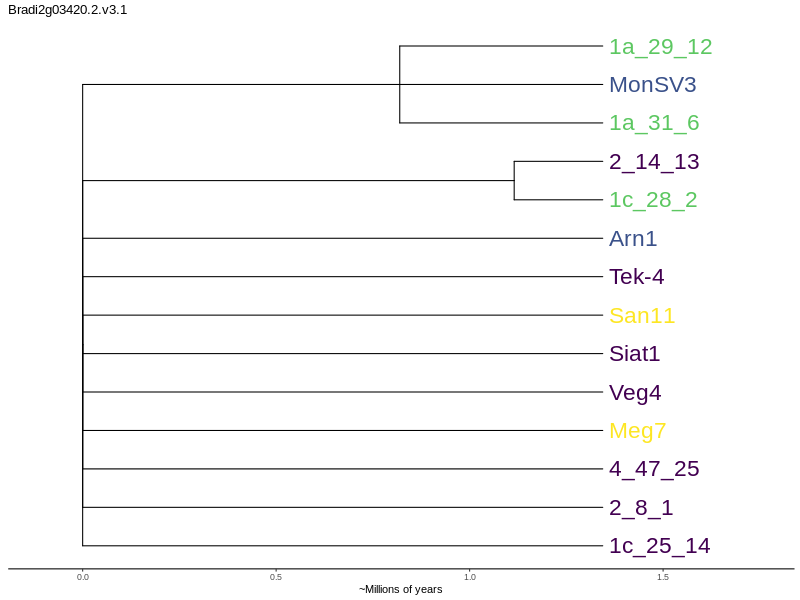 Bradi2g03420.2.v3.1
1a_29_12
MonSV3
1a_31_6
2_14_13
1c_28_2
Arn1
Tek-4
San11
Siat1
Veg4
Meg7
4_47_25
2_8_1
1c_25_14
0.0 0.5 1.0 1.5
~Millions of years